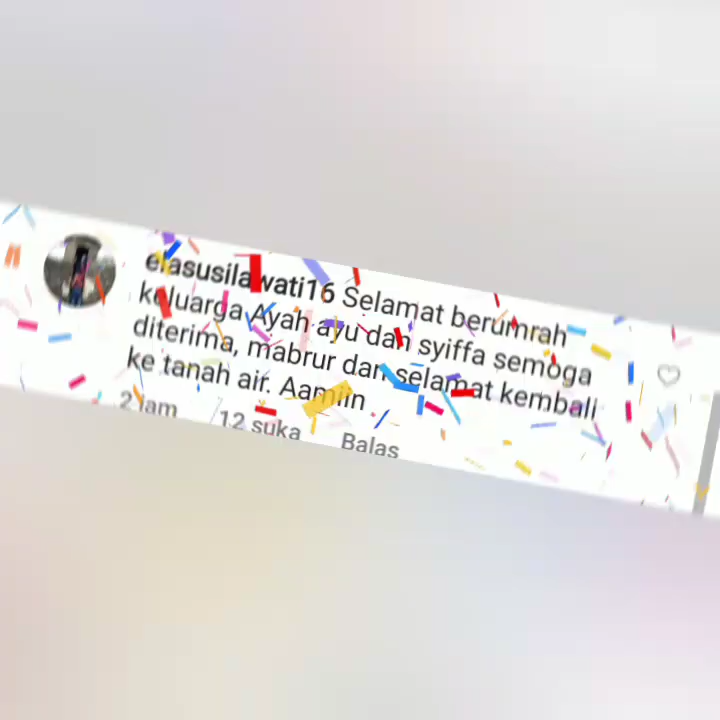 elasusilawati16 Selamat berumrah
keluarga Ayah ayu dan syiffa semoga
diterima, mabrur dan selamat kembali
ke tanah air. Aamiin
2 jam 12 suka Balas